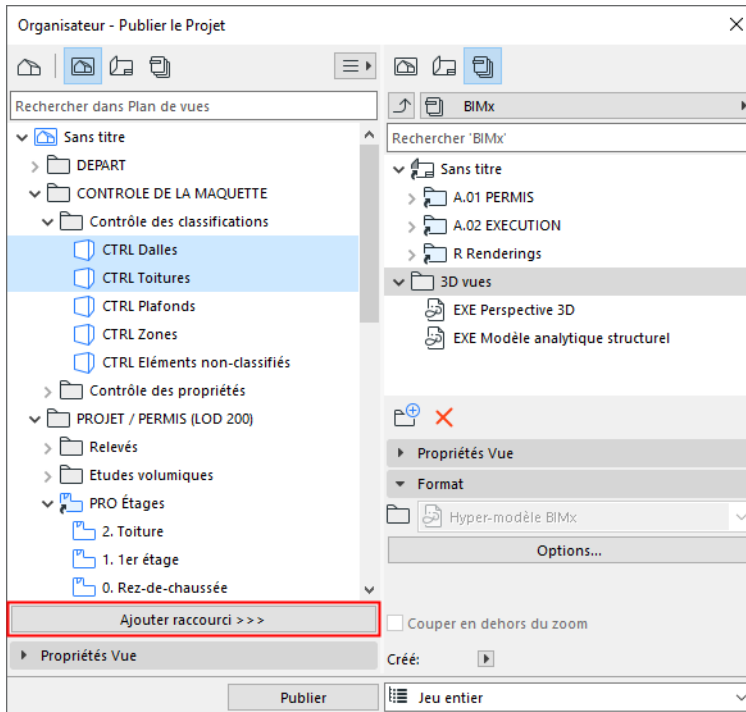 Organisateur - Publier le Projet
Rechercher dans Plan de vues
Sans titre
DEPART
CONTROLE DE LA MAQUETTE
Contrôle des classifications
CTRL Dalles
CTRL Toitures
CTRL Plafonds
CTRL Zones
CTRL Eléments non-classifiés
Contrôle des propriétés
PROJET / PERMIS (LOD 200)
Relevés
Etudes volumiques
PRO Étages
2. Toiture
1. 1er étage
0. Rez-de-chaussée
Ajouter raccourci >>>
Propriétés Vue
Publier
BIMx
Rechercher 'BIMx'
Sans titre
A.01 PERMIS
A.02 EXECUTION
R Renderings
3D vues
EXE Perspective 3D
EXE Modèle analytique structurel
Propriétés Vue
Format
Hyper-modèle BIMx
Options...
Couper en dehors du zoom
Créé:
Jeu entier